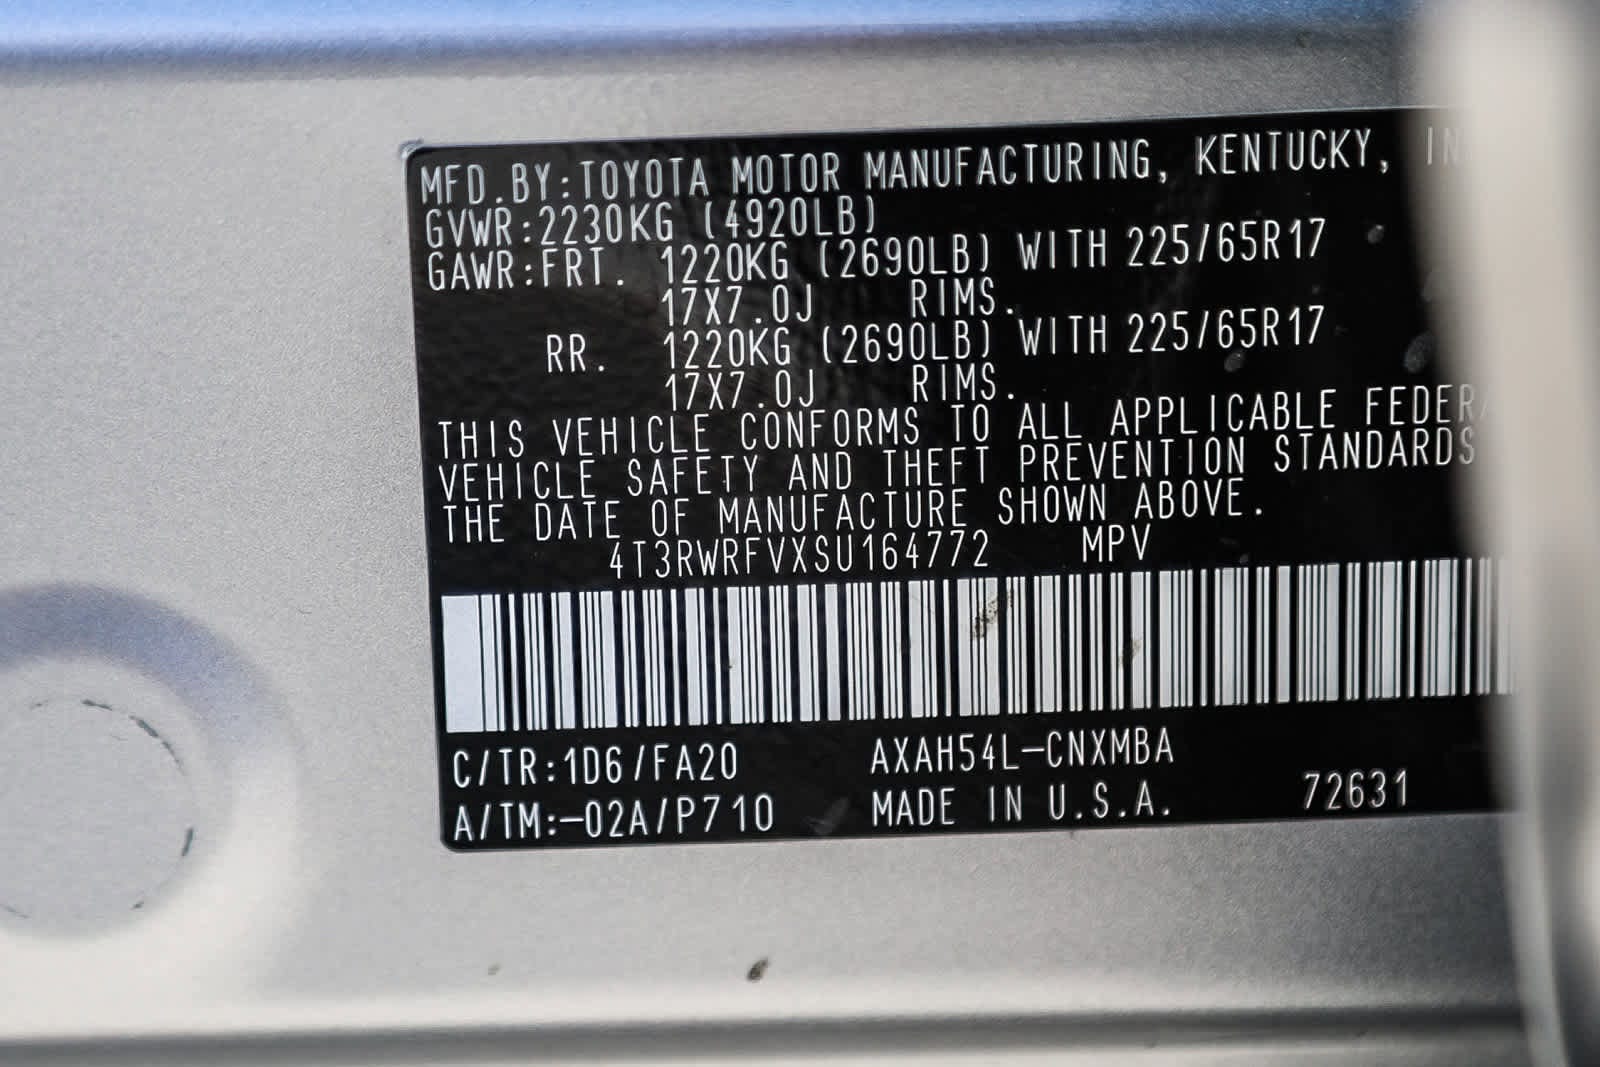 MFD.BY:TOYOTA MOTOR MANUFACTURING, KENTUCKY,
GVWR:2230KG (4920LB)
GAWR:FRT. 1220KG (2690LB) WITH 225/65R17
17X7.0J RIMS.
RR. 1220KG (2690LB) WITH 225/65R17
17X7.0J RIMS.
THIS VEHICLE CONFORMS TO ALL APPLICABLE
VEHICLE SAFETY AND THEFT PREVENTION STANDARDS
THE DATE OF MANUFACTURE SHOWN ABOVE.
4T3RWRFVXSU164772 MPV
C/TR:1D6/FA20 AXAH54L-CNXMBA
A/TM:-02A/P710 MADE IN U.S.A. 72631